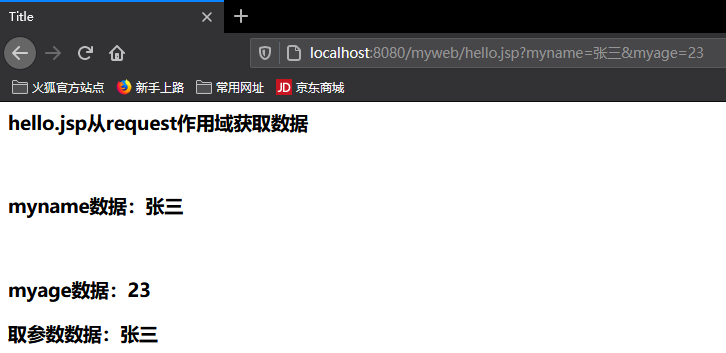 Title
localhost:8080/myweb/hello.jsp?myname=张三&myage=23
火狐官方站点 新手上路 常用网址 JD 京东商城
hello.jsp从request作用域获取数据
myname数据：张三
myage数据：23
取参数数据：张三